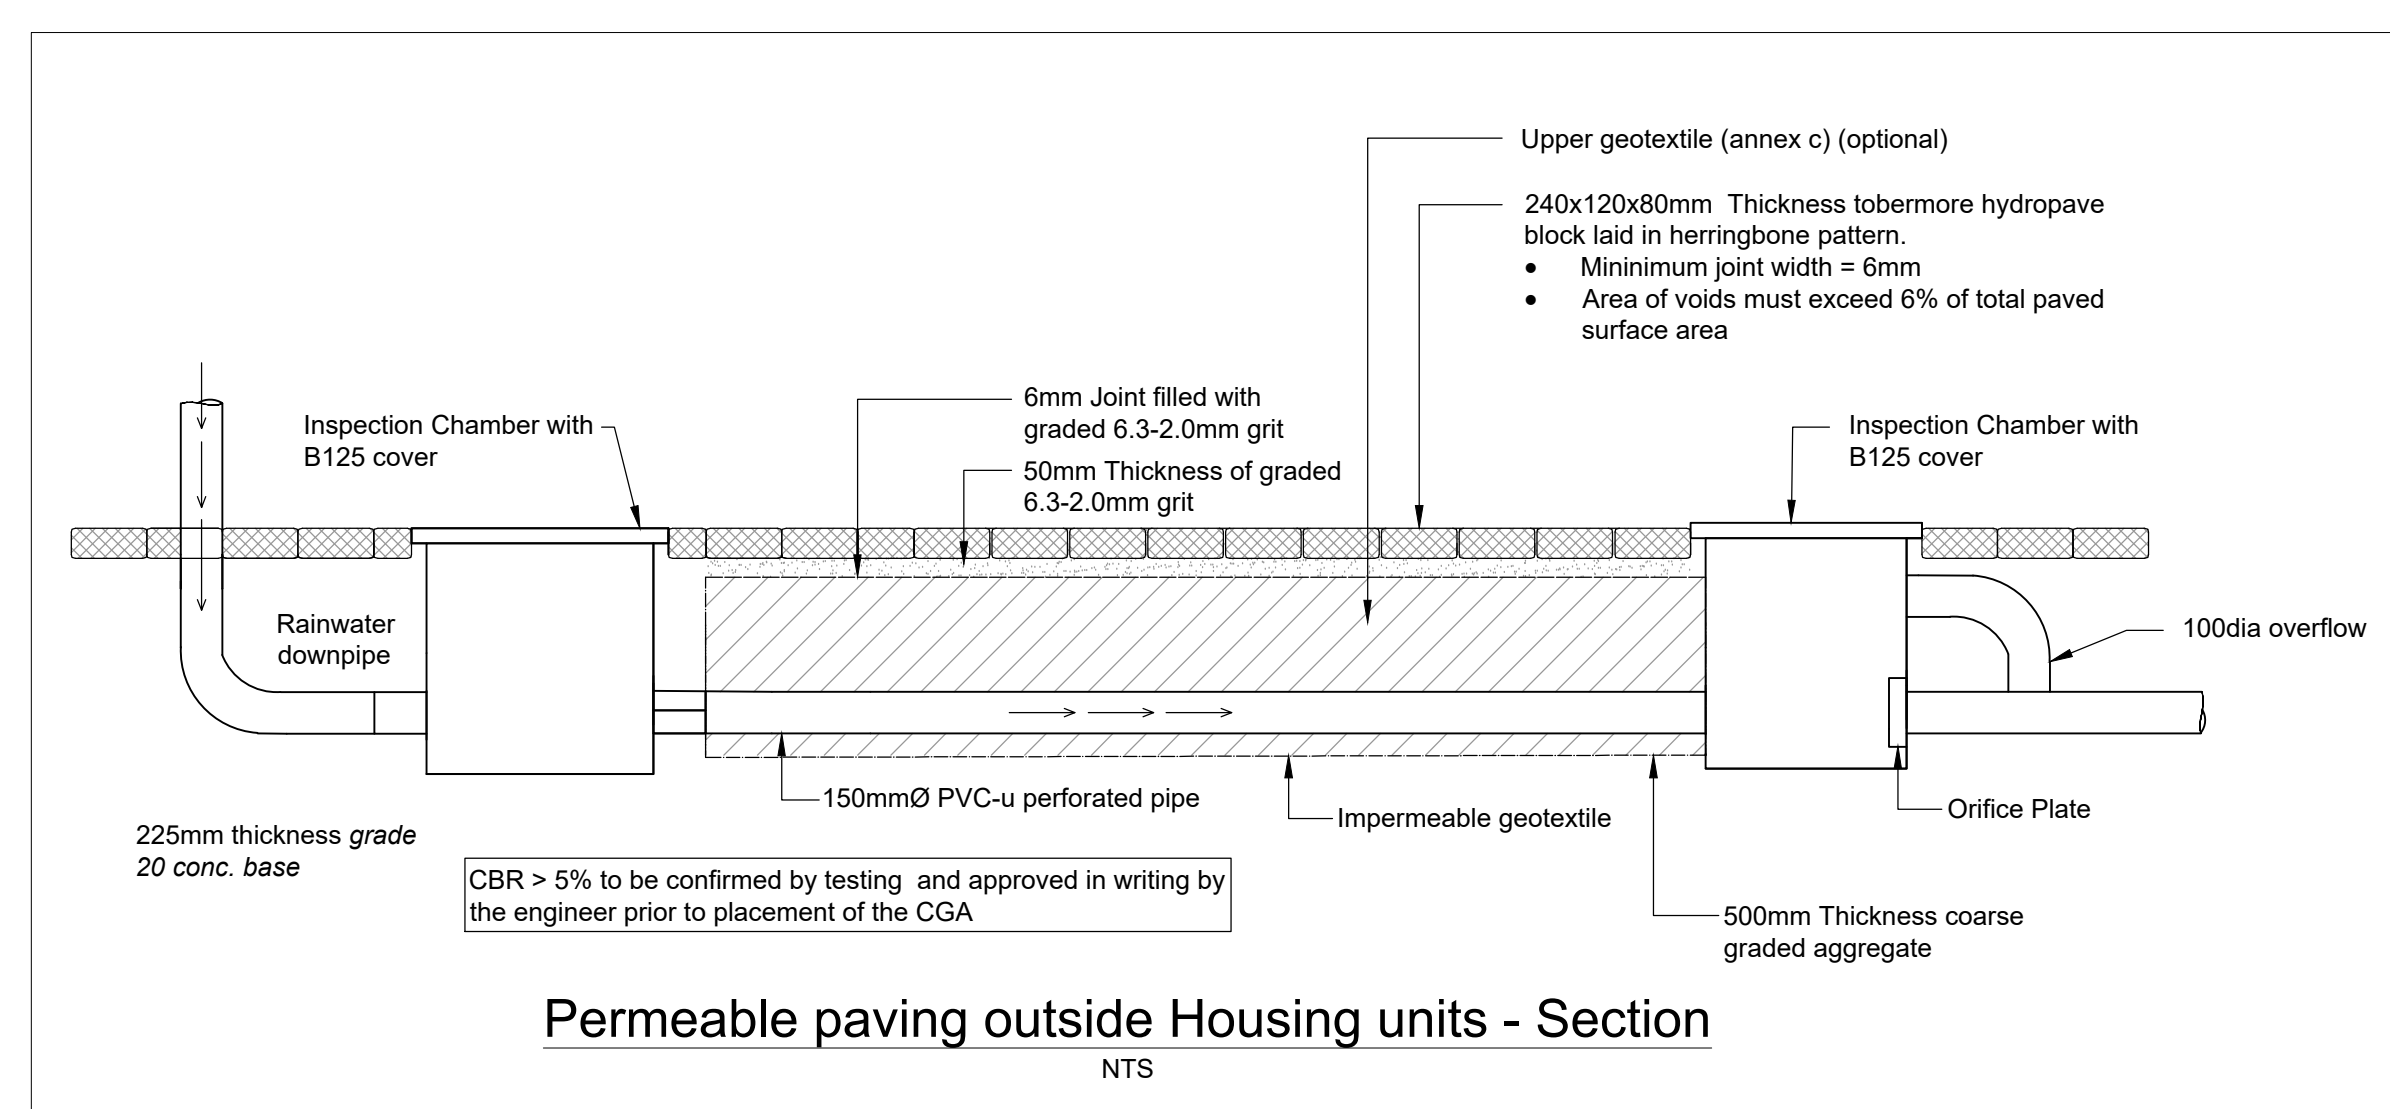 Upper geotextile (annex c) (optional)
240x120x80mm  Thickness tobermore hydropave
block laid in herringbone pattern.
• Mininimum joint width = 6mm
• Area of voids must exceed 6% of total paved
surface area
6mm Joint filled with
graded 6.3-2.0mm grit
50mm Thickness of graded
6.3-2.0mm grit
Inspection Chamber with
B125 cover
Inspection Chamber with
B125 cover
Rainwater
downpipe
100dia overflow
150mmØ PVC-u perforated pipe
Impermeable geotextile
Orifice Plate
225mm thickness grade
20 conc. base
CBR > 5% to be confirmed by testing  and approved in writing by
the engineer prior to placement of the CGA
500mm Thickness coarse
graded aggregate
Permeable paving outside Housing units - Section
NTS